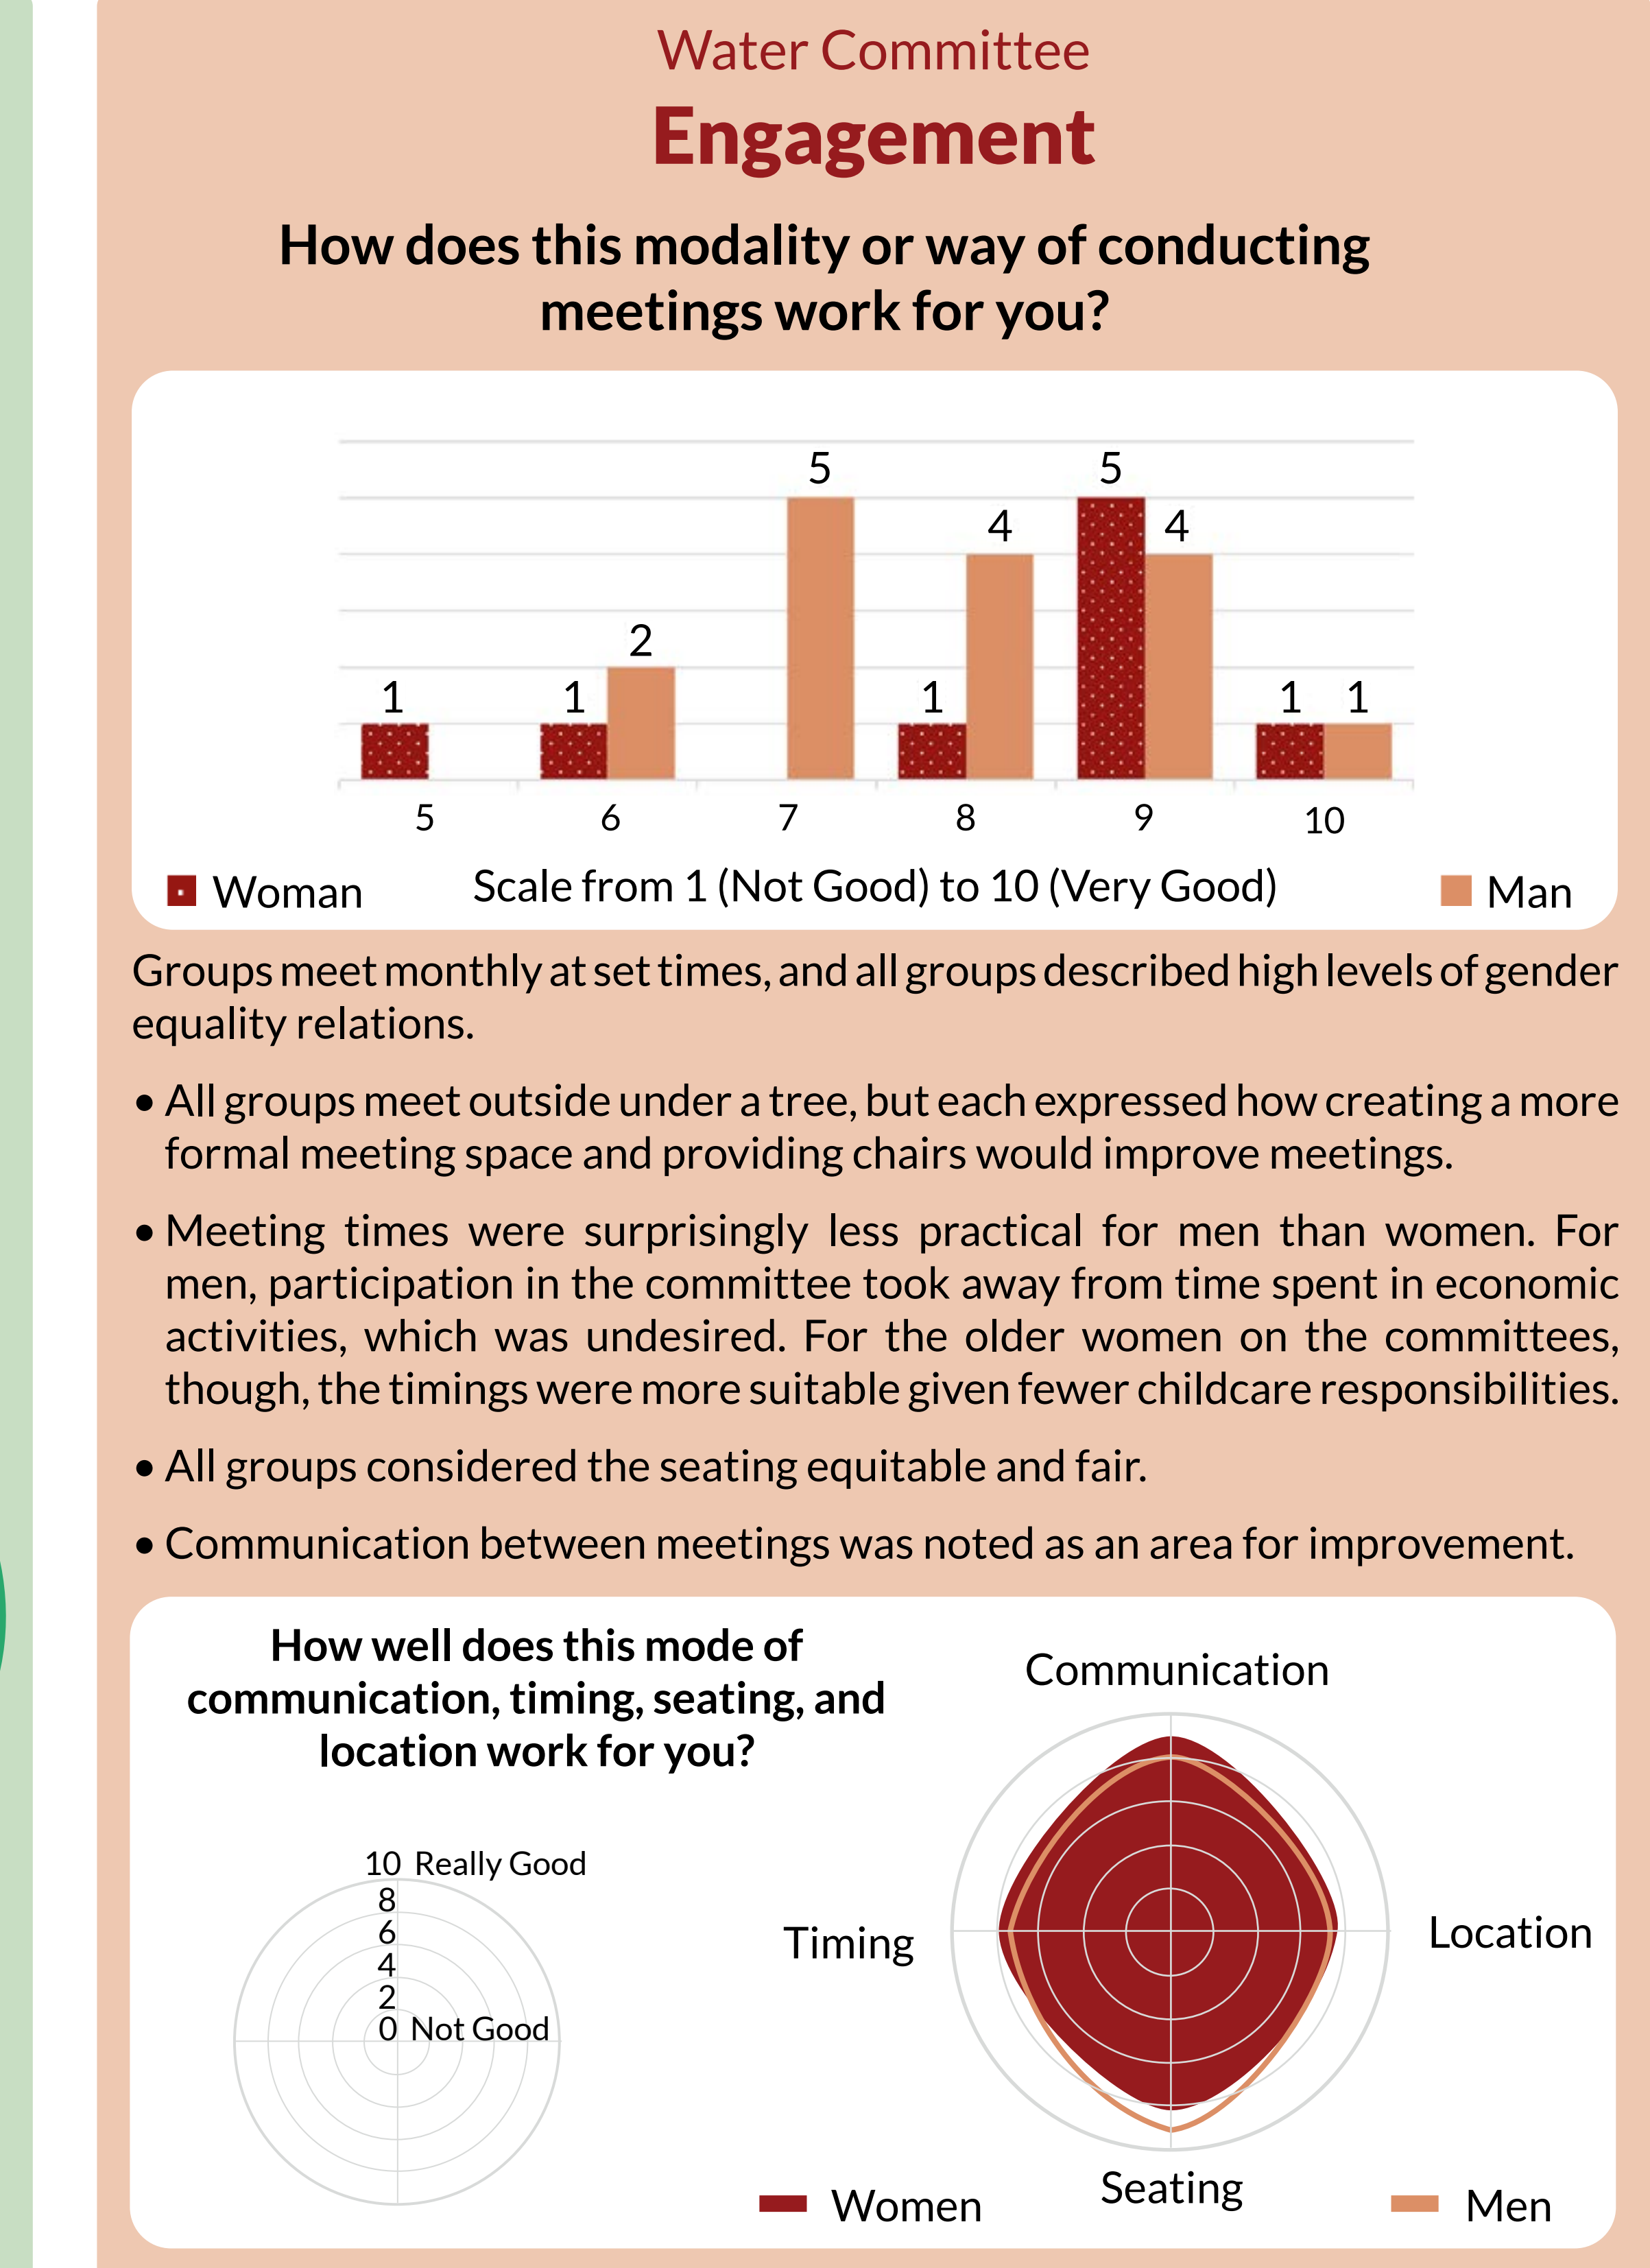 Water Committee
Engagement
How does this modality or way of conducting
meetings work for you?
5
5
4
4
2
1
1
1
1
1
5
6
7
8
9
10
Woman
Scale from 1 (Not Good) to 10 (Very Good)
Man
Groups meet monthly at set times, and all groups described high levels of gender
equality relations.
• All groups meet outside under a tree, but each expressed how creating a more
formal meeting space and providing chairs would improve meetings.
• Meeting times were surprisingly less practical for men than women. For
men, participation in the committee took away from time spent in economic
activities, which was undesired. For the older women on the committees,
though, the timings were more suitable given fewer childcare responsibilities.
• All groups considered the seating equitable and fair.
• Communication between meetings was noted as an area for improvement.
How well does this mode of
communication, timing, seating, and
location work for you?
10 Really Good
8
6
4
2
0 Not Good
Communication
Timing
Location
Seating
Women
Men